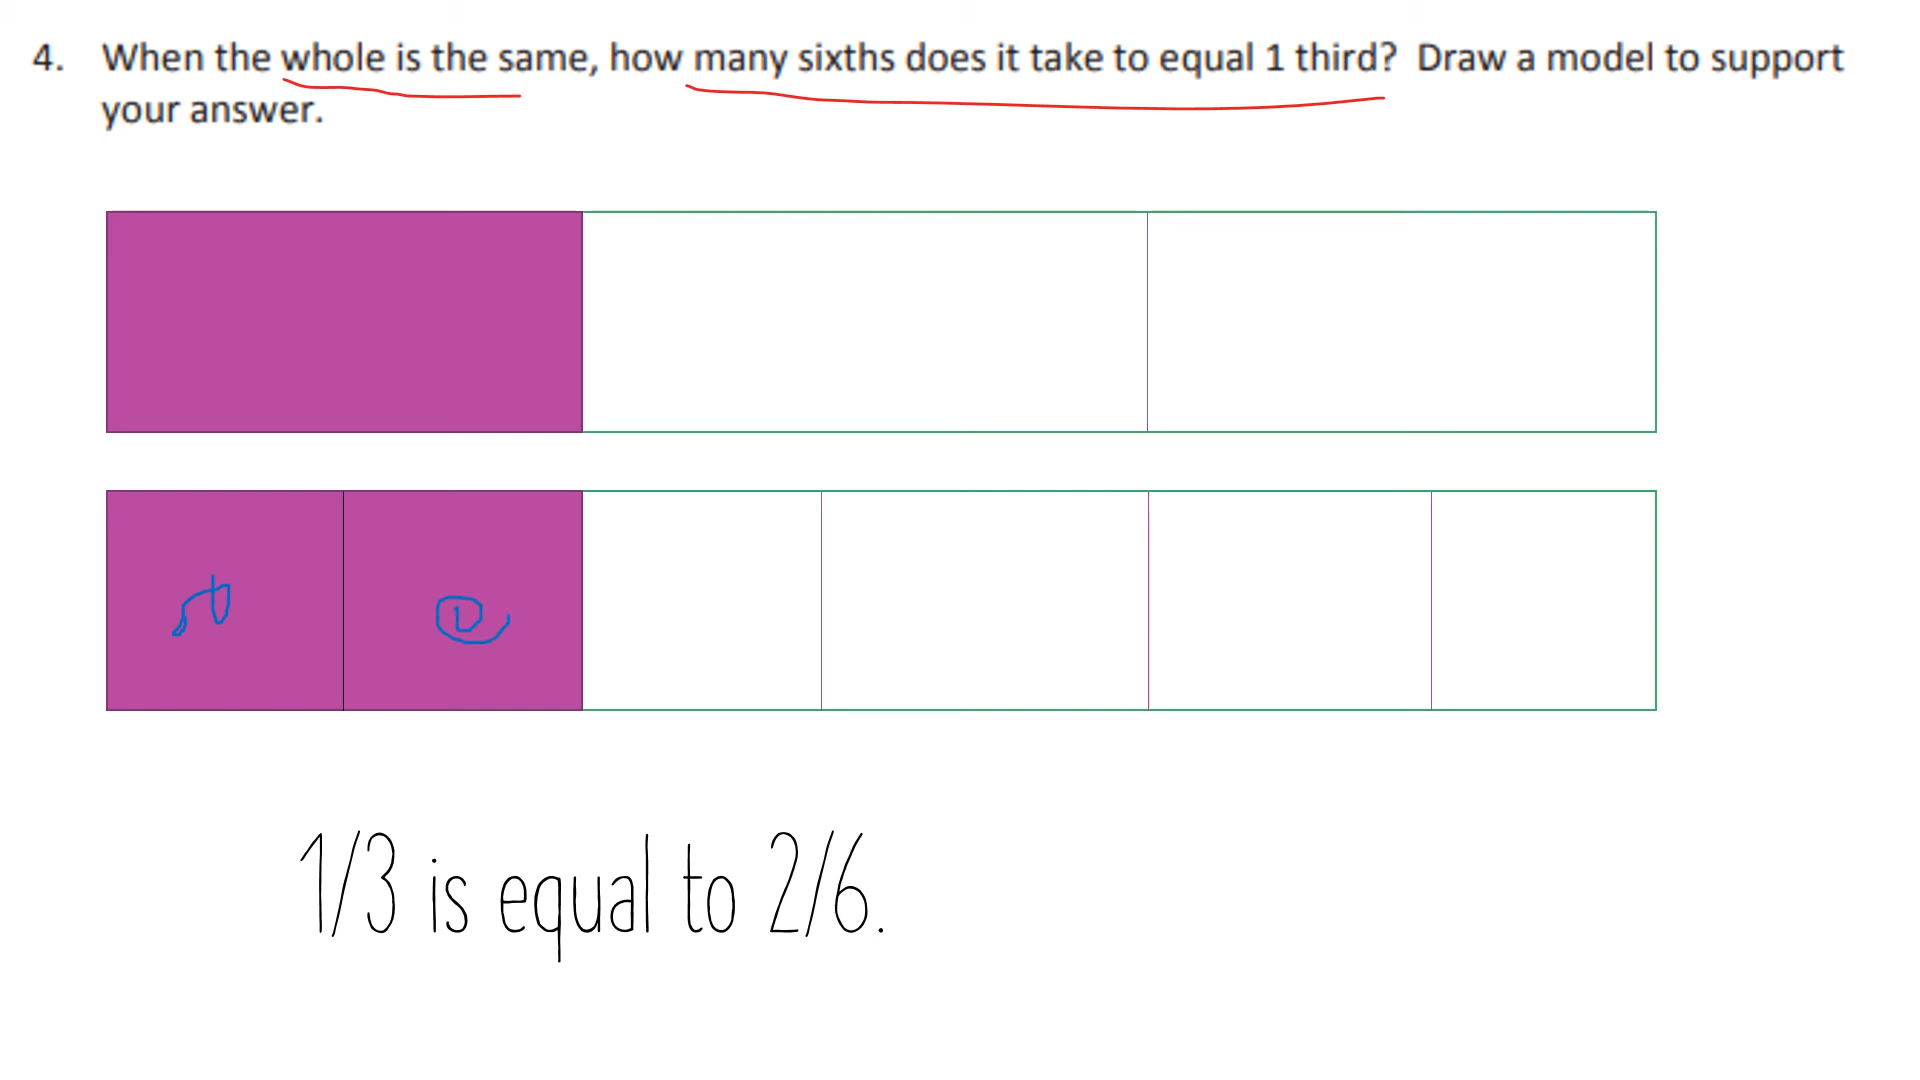 4. When the whole is the same, how many sixths does it take to equal 1 third? Draw a model to support
your answer.
1/3 is equal to 2/6.